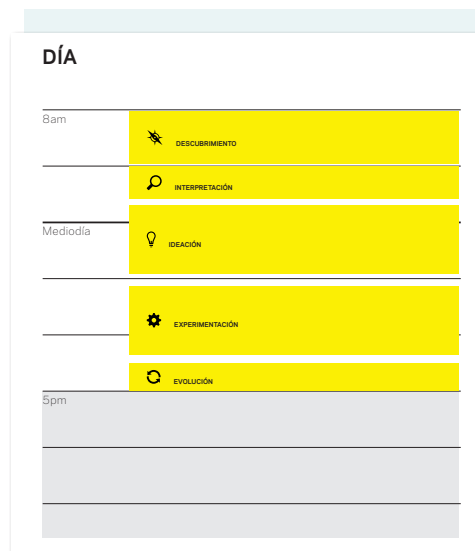 DÍA
8am
DESCUBRIMIENTO
INTERPRETACIÓN
Mediodía
IDEACIÓN
EXPERIMENTACIÓN
EVOLUCIÓN
5pm